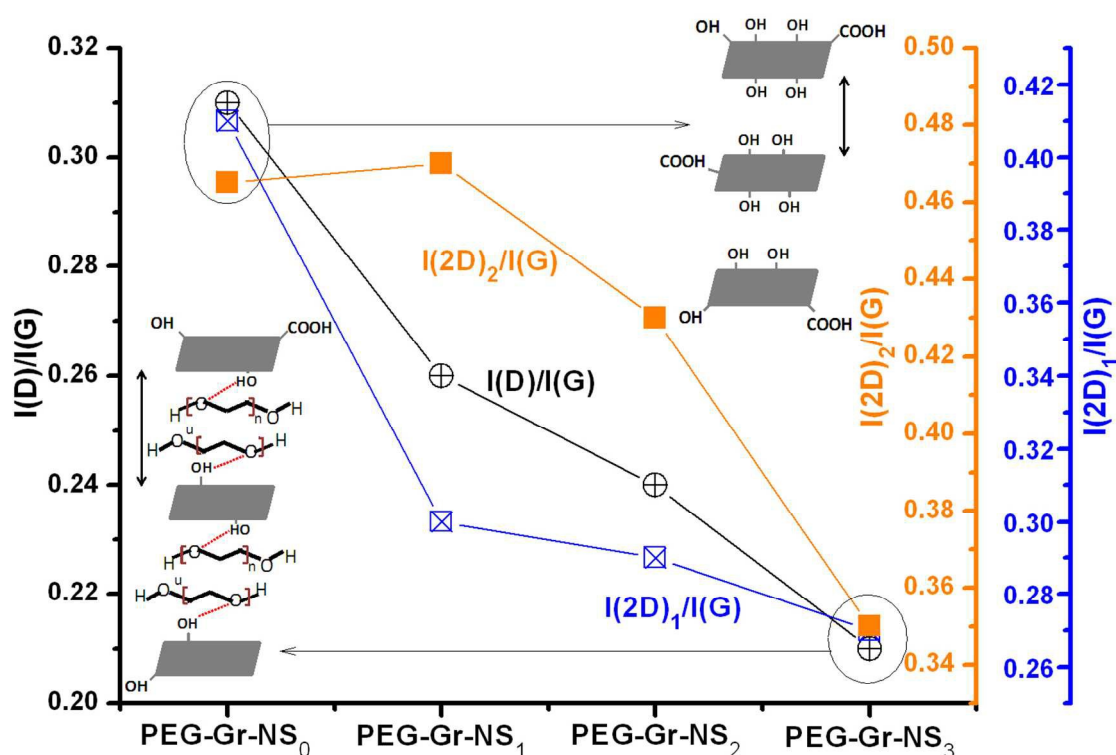 I(D)/I(G)
0.32
0.30
0.28
0.26
0.24
0.22
0.20
PEG-Gr-NS₀
PEG-Gr-NS₁
PEG-Gr-NS₂
PEG-Gr-NS₃
I(2D)₂/I(G)
0.50
0.48
0.46
0.44
0.43
0.40
0.38
0.36
0.34
I(2D)₁/I(G)
0.42
0.40
0.38
0.36
0.34
0.32
0.30
0.28
0.26
I(2D)₂/I(G)
I(D)/I(G)
I(2D)₁/I(G)
OH OH OH COOH
OH OH
OH OH
COOH
OH OH
OH OH
OH COOH
OH COOH
HO
H [O n O H
H O u [ O ] H
OH
HO
H [O n O H
H O u [ O ] H
OH
OH